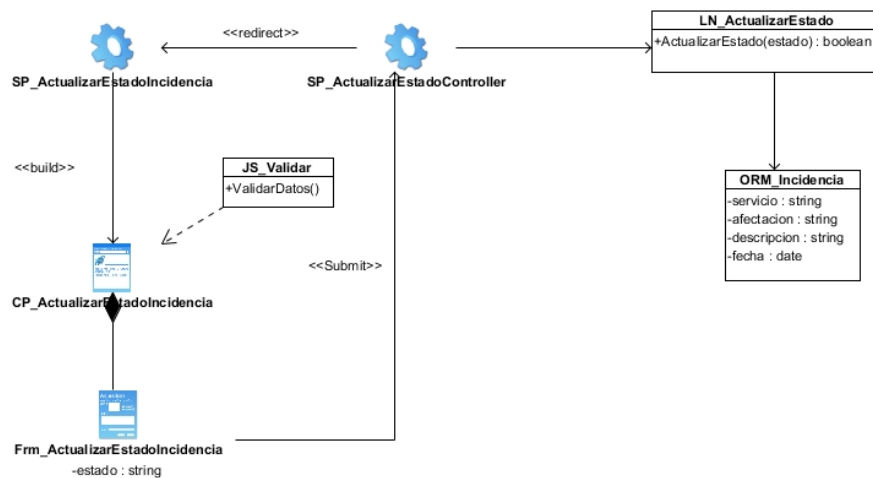 LN_ActualizarEstado
+ActualizarEstado(estado) : boolean
<<redirect>>
SP_ActualizarEstadoIncidencia
SP_ActualizarEstadoController
<<build>>
JS_Validar
+ValidarDatos()
ORM_Incidencia
-servicio : string
-afectacion : string
-descripcion : string
-fecha : date
<<Submit>>
CP_ActualizarEstadoIncidencia
Frm_ActualizarEstadoIncidencia
-estado : string